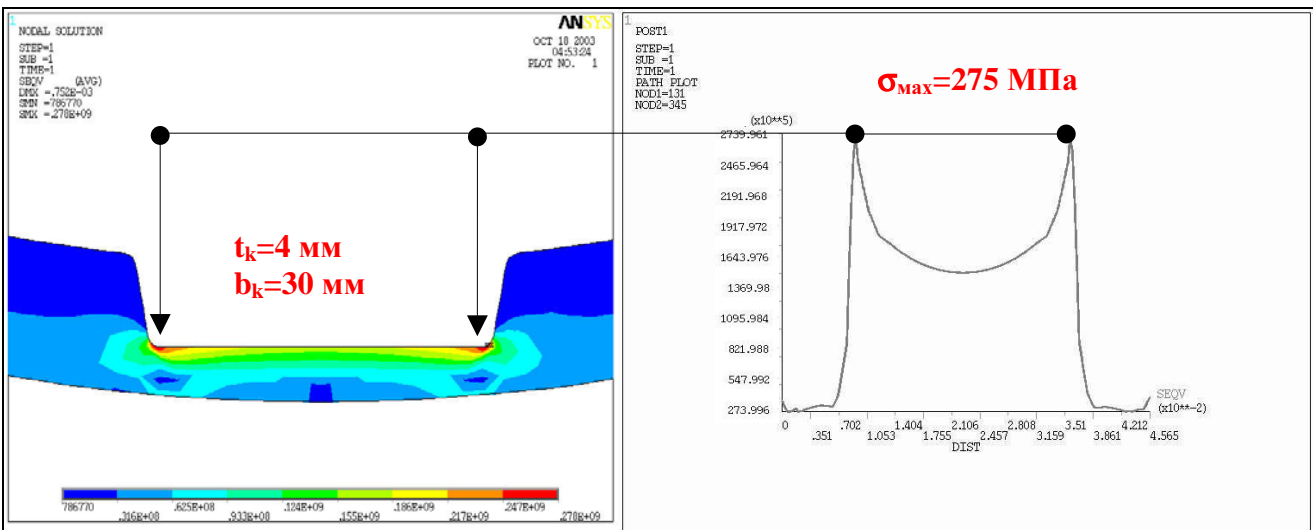 1
NODAL SOLUTION
STEP=1
SUB =1
TIME=1
SEQV (AVG)
DMX =.752E-03
SMN =786770
SMX =.278E+09
ANSYS
OCT 18 2003
04:53:24
PLOT NO. 1
tk=4 мм
bk=30 мм
786770 .316E+08 .625E+08 .933E+08 .124E+09 .155E+09 .186E+09 .217E+09 .247E+09 .278E+09
1
POST1
STEP=1
SUB =1
TIME=1
PATH PLOT
NOD1=131
NOD2=345
σмах=275 МПа
(x10**5)
2739.961
2465.964
2191.968
1917.972
1643.976
1369.98
1095.984
821.988
547.992
273.996
SEQV
(x10**-2)
0 .351 .702 1.053 1.404 1.755 2.106 2.457 2.808 3.159 3.51 3.861 4.212 4.565
DIST